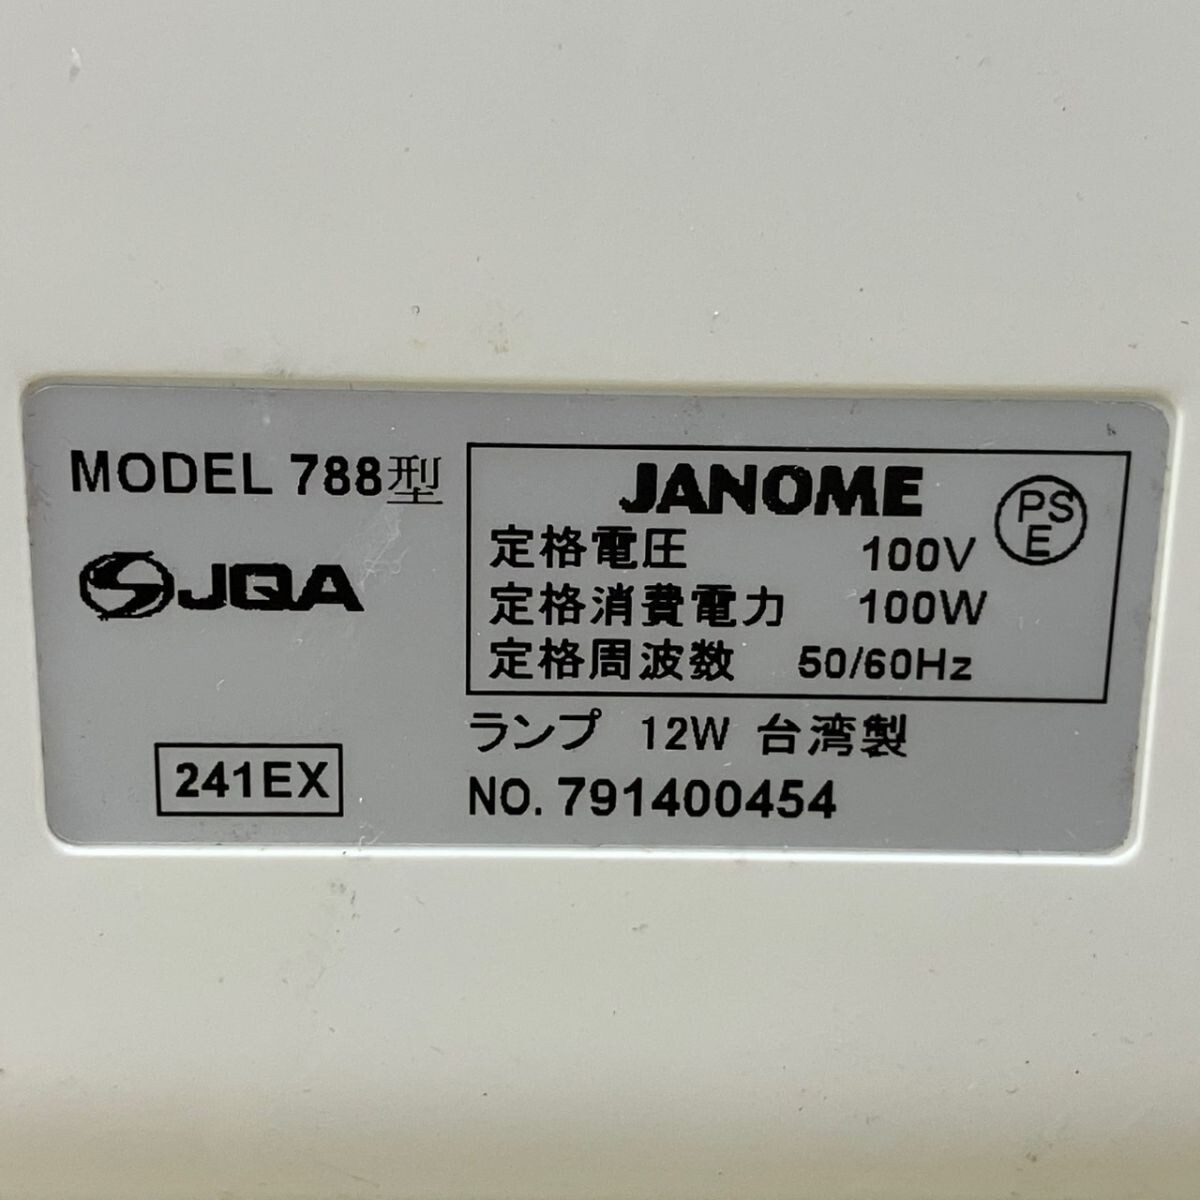 MODEL 788型
JQA
241EX
JANOME
PSE
定格電圧 100V
定格消費電力 100W
定格周波数 50/60Hz
ランプ 12W 台湾製
NO. 791400454